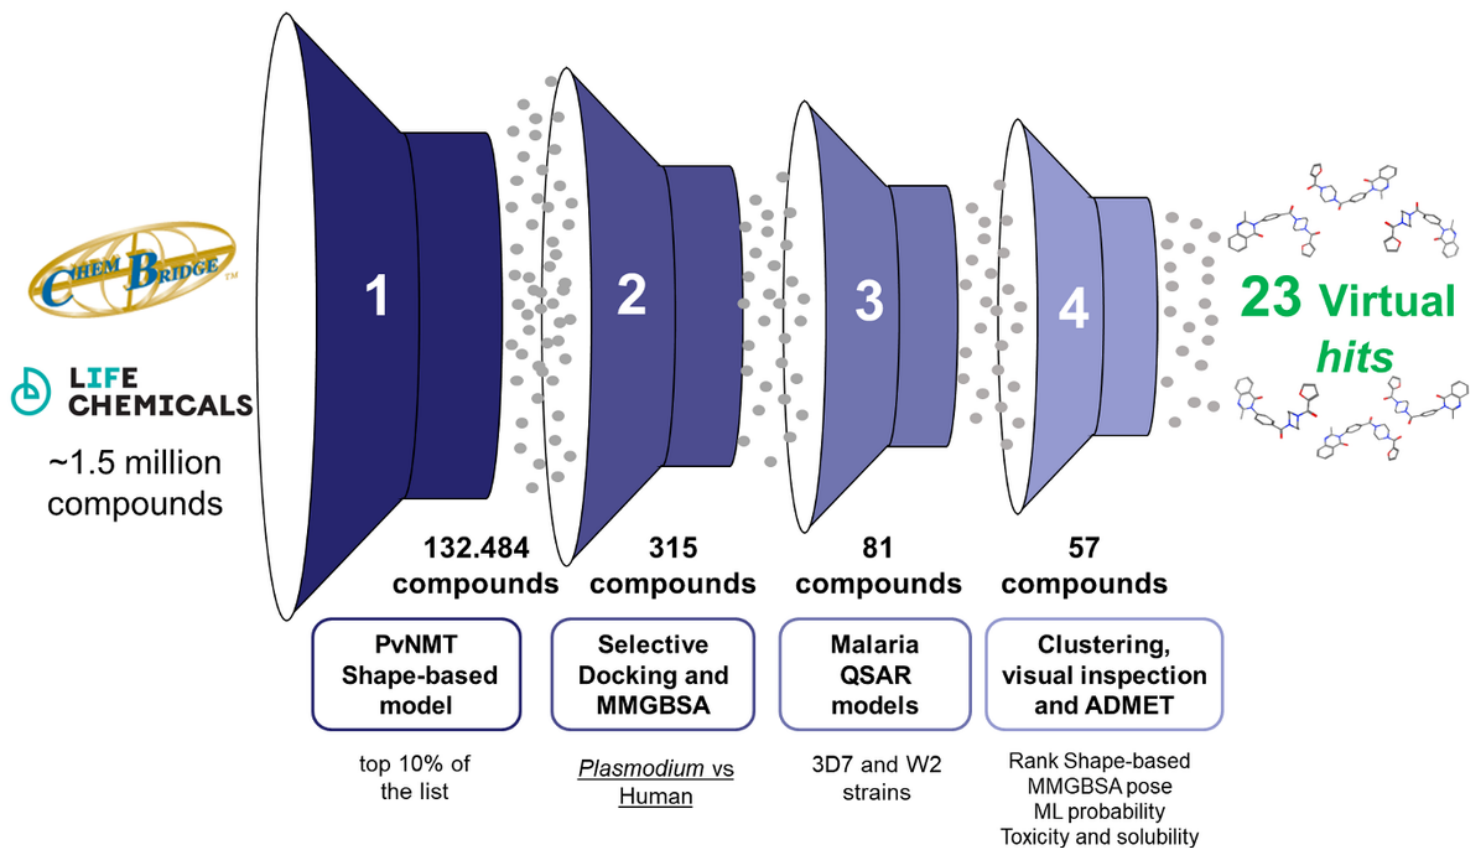 CHEM BRIDGE™
LIFE
CHEMICALS
~1.5 million
compounds
1
2
3
4
23 Virtual
hits
132.484
compounds
315
compounds
81
compounds
57
compounds
PvNMT
Shape-based
model
Selective
Docking and
MMGBSA
Malaria
QSAR
models
Clustering,
visual inspection
and ADMET
top 10% of
the list
Plasmodium vs
Human
3D7 and W2
strains
Rank Shape-based
MMGBSA pose
ML probability
Toxicity and solubility